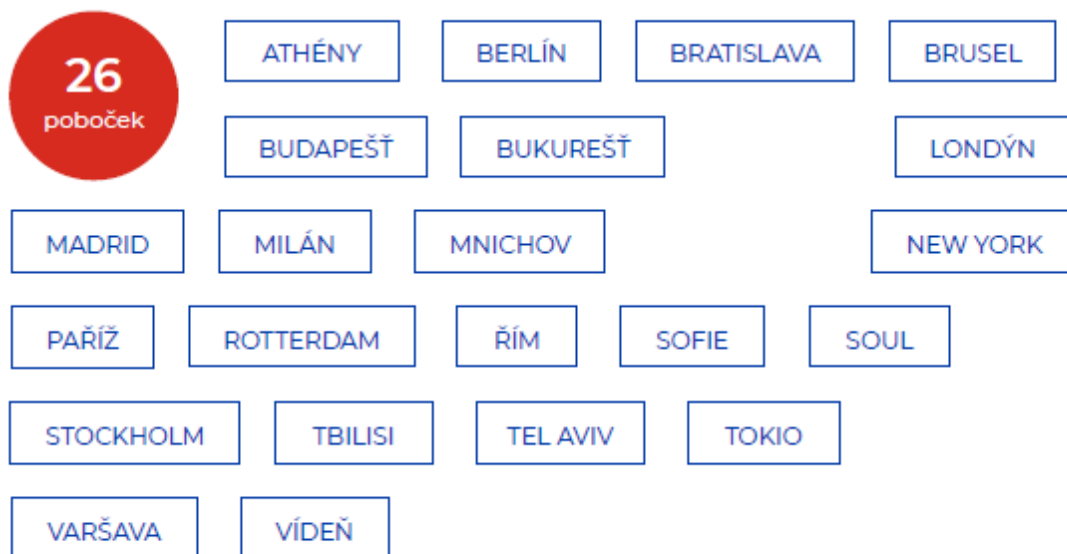 26
poboček
ATHÉNY BERLÍN BRATISLAVA BRUSEL
BUDAPEŠŤ BUKUREŠŤ LONDÝN
MADRID MILÁN MNICHOV NEW YORK
PAŘÍŽ ROTTERDAM ŘÍM SOFIE SOUL
STOCKHOLM TBILISI TEL AVIV TOKIO
VARŠAVA VÍDEŇ